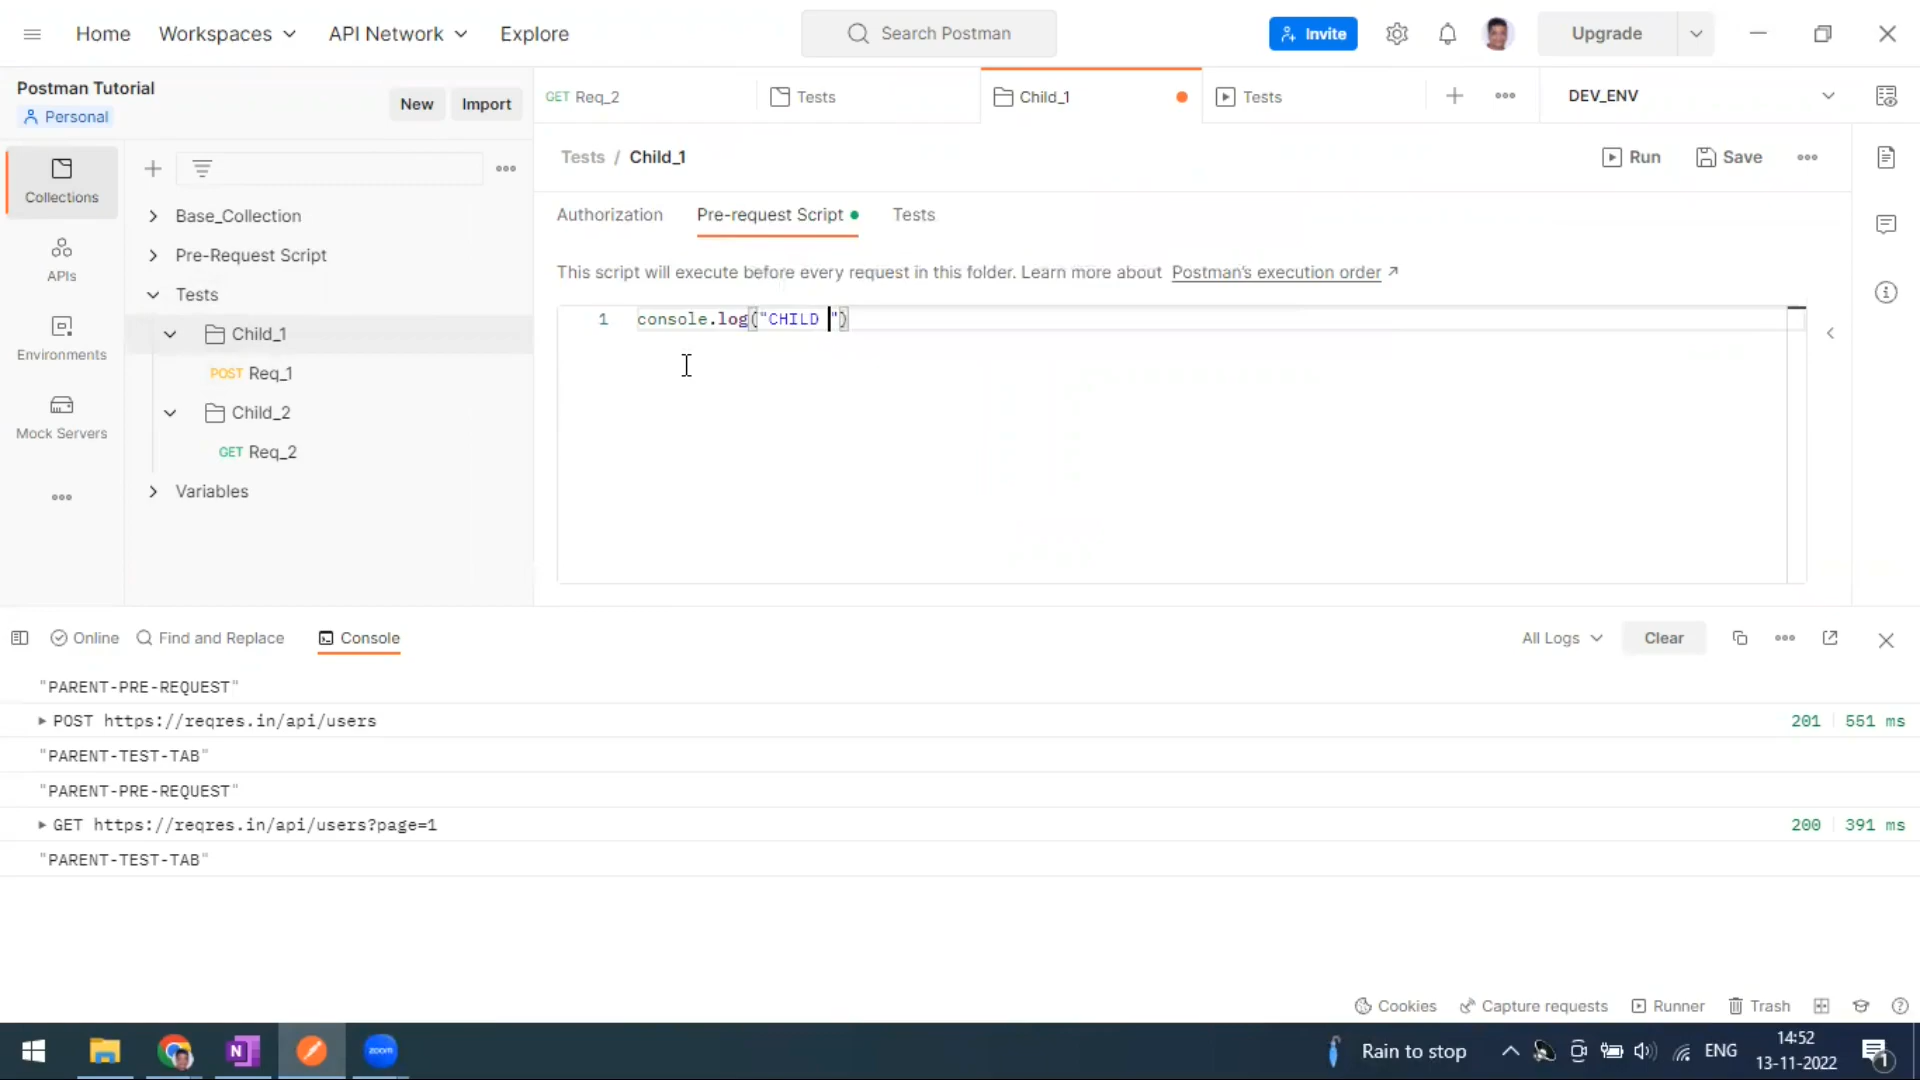 Home Workspaces API Network Explore Search Postman Invite Upgrade
Postman Tutorial
Personal
New Import
GET Req_2 Tests Child_1 Tests DEV_ENV
Tests / Child_1 Run Save
Collections
APIs
Environments
Mock Servers
Base_Collection
Pre-Request Script
Tests
Child_1
POST Req_1
Child_2
GET Req_2
Variables
Authorization Pre-request Script Tests
This script will execute before every request in this folder. Learn more about Postman's execution order ↗
1 console.log("CHILD ")
Online Find and Replace Console All Logs Clear
"PARENT-PRE-REQUEST"
POST https://reqres.in/api/users 201 551 ms
"PARENT-TEST-TAB"
"PARENT-PRE-REQUEST"
GET https://reqres.in/api/users?page=1 200 391 ms
"PARENT-TEST-TAB"
Cookies Capture requests Runner Trash
N zoom Rain to stop ENG 14:52
13-11-2022
1